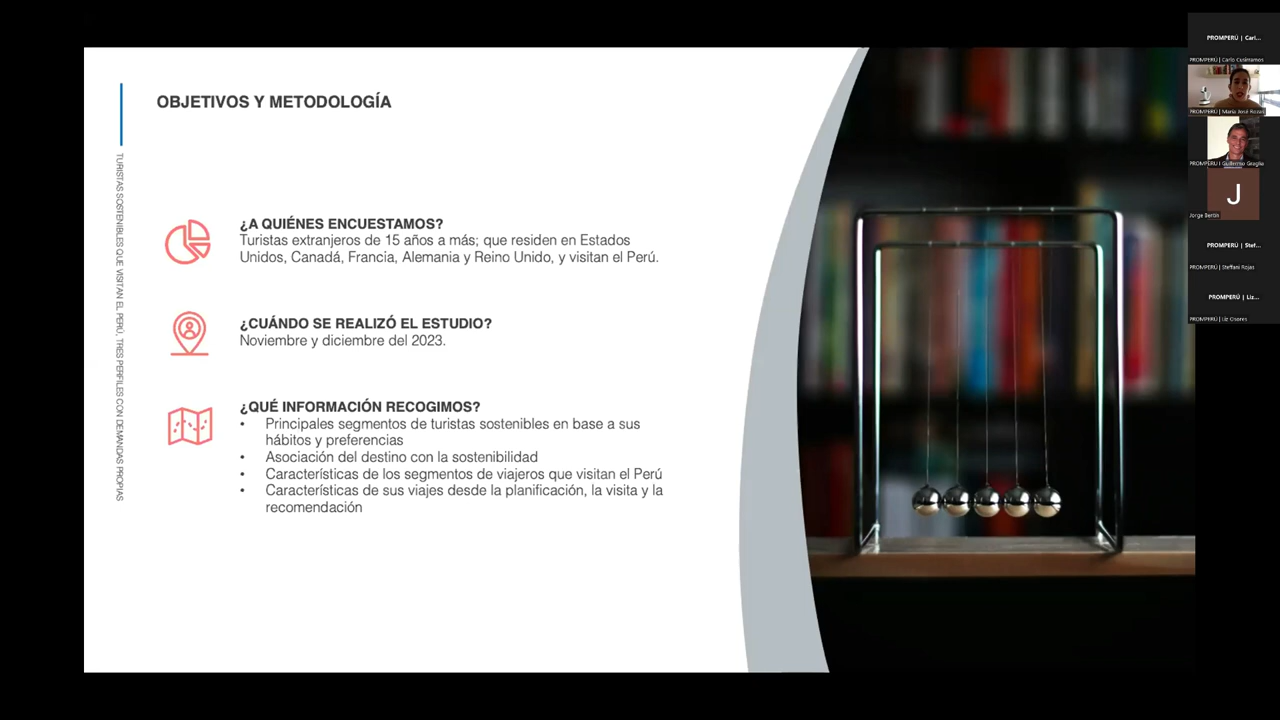 OBJETIVOS Y METODOLOGÍA
TURISTAS SOSTENIBLES QUE VISITAN EL PERÚ, TRES PERFILES CON DEMANDAS PROPIAS
¿A QUIÉNES ENCUESTAMOS?
Turistas extranjeros de 15 años a más; que residen en Estados
Unidos, Canadá, Francia, Alemania y Reino Unido, y visitan el Perú.
¿CUÁNDO SE REALIZÓ EL ESTUDIO?
Noviembre y diciembre del 2023.
¿QUÉ INFORMACIÓN RECOGIMOS?
• Principales segmentos de turistas sostenibles en base a sus
hábitos y preferencias
• Asociación del destino con la sostenibilidad
• Características de los segmentos de viajeros que visitan el Perú
• Características de sus viajes desde la planificación, la visita y la
recomendación
PROMPERÚ | Carl...
PROMPERÚ | Carlo Cusirramos
PROMPERÚ | María José Rozas
PROMPERÚ | Guillermo Graglia
J
Jorge Bertin
PROMPERÚ | Stef...
PROMPERÚ | Steffani Rojas
PROMPERÚ | Liz...
PROMPERÚ | Liz Osores